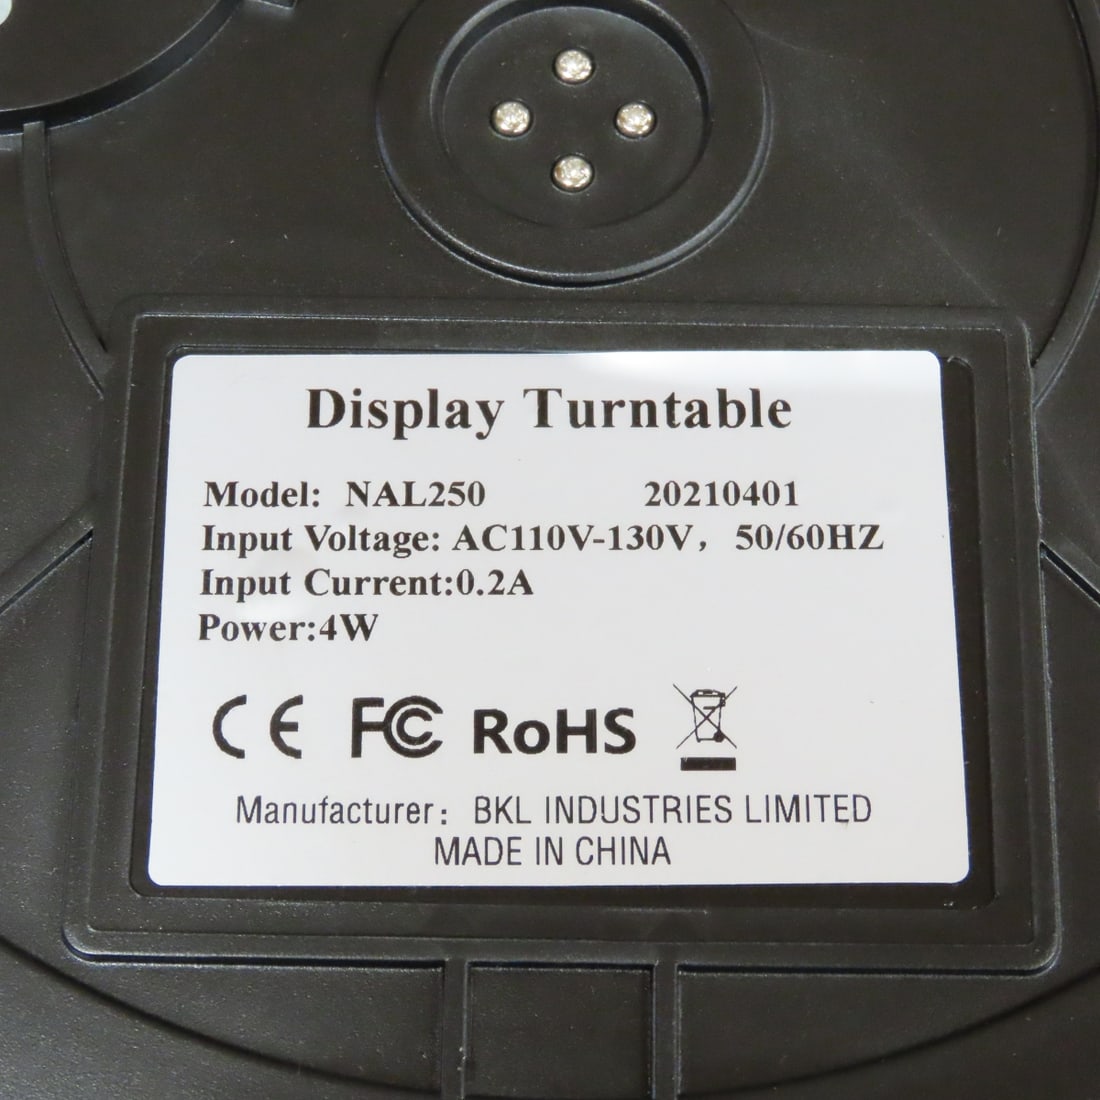 Display Turntable
Model: NAL250 20210401
Input Voltage: AC110V-130V, 50/60HZ
Input Current:0.2A
Power:4W
CE FC RoHS
Manufacturer: BKL INDUSTRIES LIMITED
MADE IN CHINA